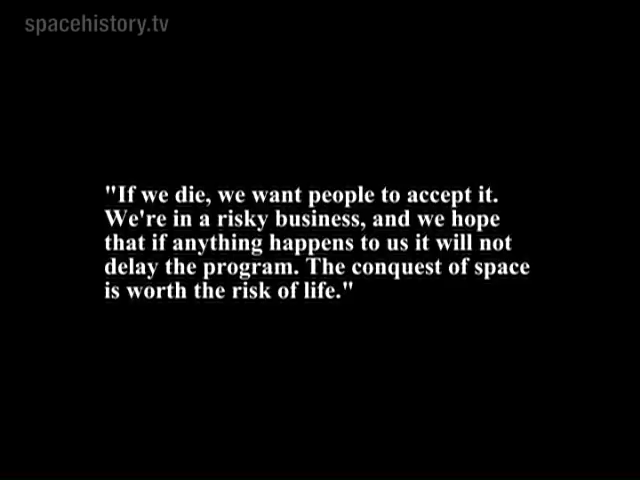 spacehistory.tv
"If we die, we want people to accept it.
We're in a risky business, and we hope
that if anything happens to us it will not
delay the program. The conquest of space
is worth the risk of life."